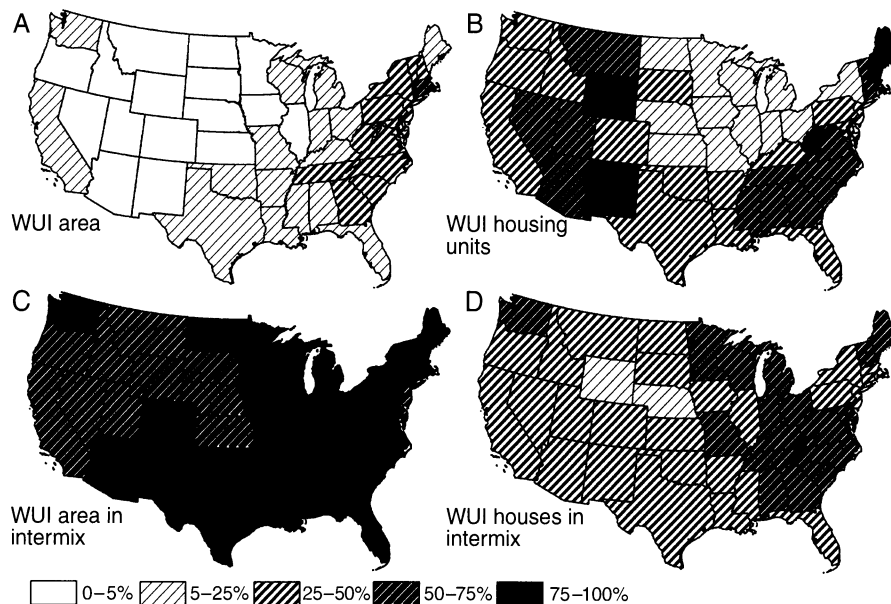 A
WUI area
B
WUI housing
units
C
WUI area in
intermix
D
WUI houses in
intermix
0–5% 5–25% 25–50% 50–75% 75–100%